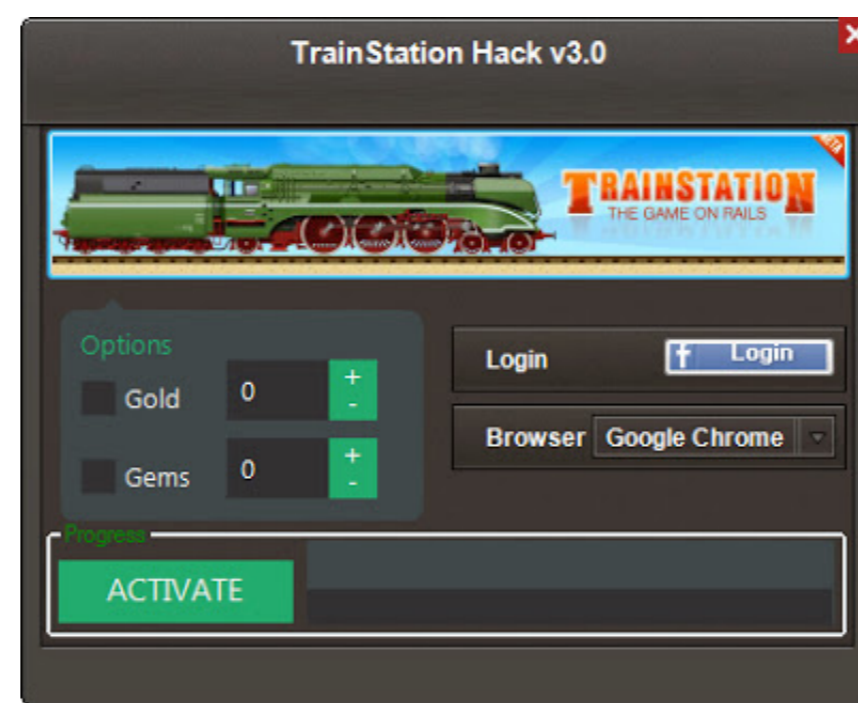 TrainStation Hack v3.0
BETA
TRAINSTATION
THE GAME ON RAILS
Options
Gold 0 + -
Gems 0 + -
Login f Login
Browser Google Chrome
Progress
ACTIVATE